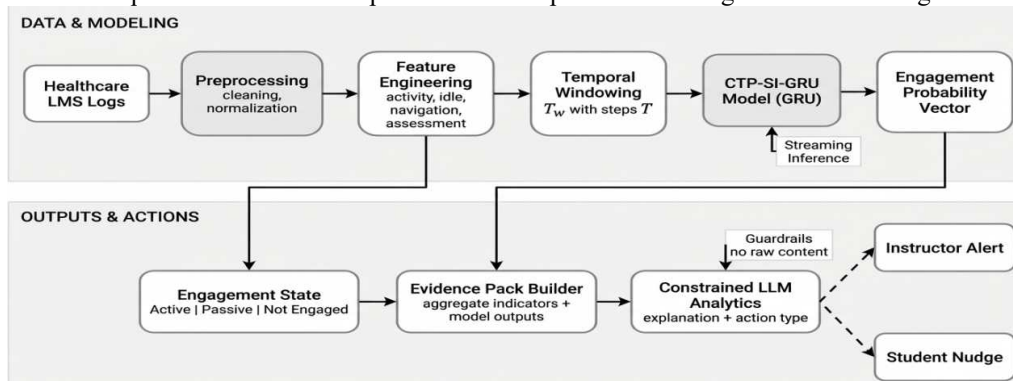 DATA & MODELING
Healthcare
LMS Logs
Preprocessing
cleaning,
normalization
Feature
Engineering
activity, idle,
navigation,
assessment
Temporal
Windowing
T_w with steps T
CTP-SI-GRU
Model (GRU)
Engagement
Probability
Vector
Streaming
Inference
OUTPUTS & ACTIONS
Engagement State
Active | Passive | Not Engaged
Evidence Pack Builder
aggregate indicators +
model outputs
Guardrails
no raw content
Constrained LLM
Analytics
explanation + action type
Instructor Alert
Student Nudge